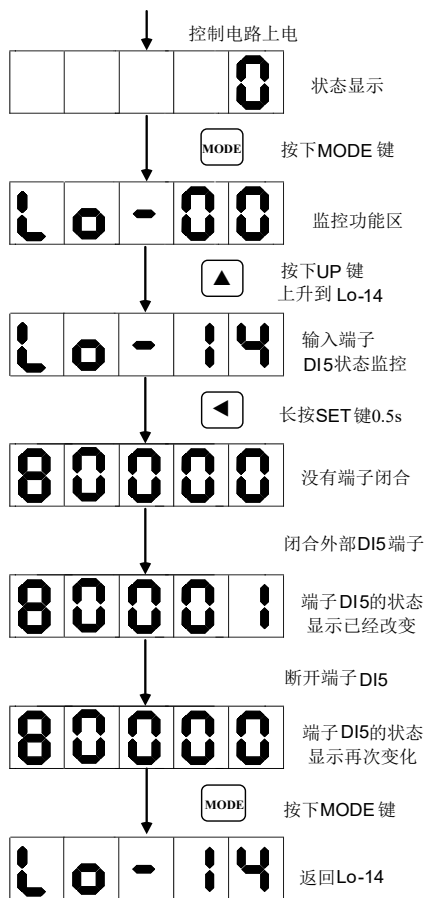 控制电路上电
0
状态显示
MODE
按下MODE 键
Lo-00
监控功能区
按下UP 键
上升到 Lo-14
Lo-14
输入端子
DI5状态监控
长按SET 键0.5s
80000
没有端子闭合
闭合外部DI5端子
80001
端子DI5的状态
显示已经改变
断开端子DI5
80000
端子DI5的状态
显示再次变化
MODE
按下MODE 键
Lo-14
返回Lo-14